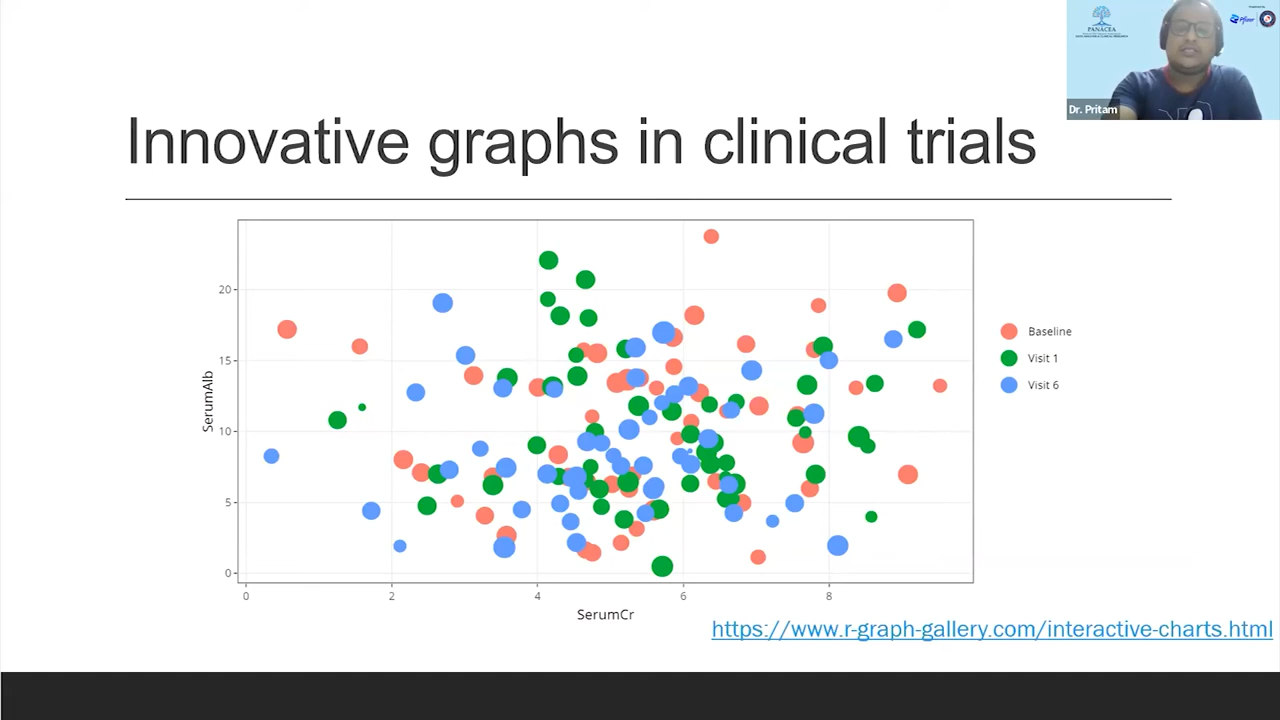 PANACEA
Pfizer
Dr. Pritam
Innovative graphs in clinical trials
20
15
10
5
0
SerumAlb
0 2 4 6 8
SerumCr
Baseline
Visit 1
Visit 6
https://www.r-graph-gallery.com/interactive-charts.html